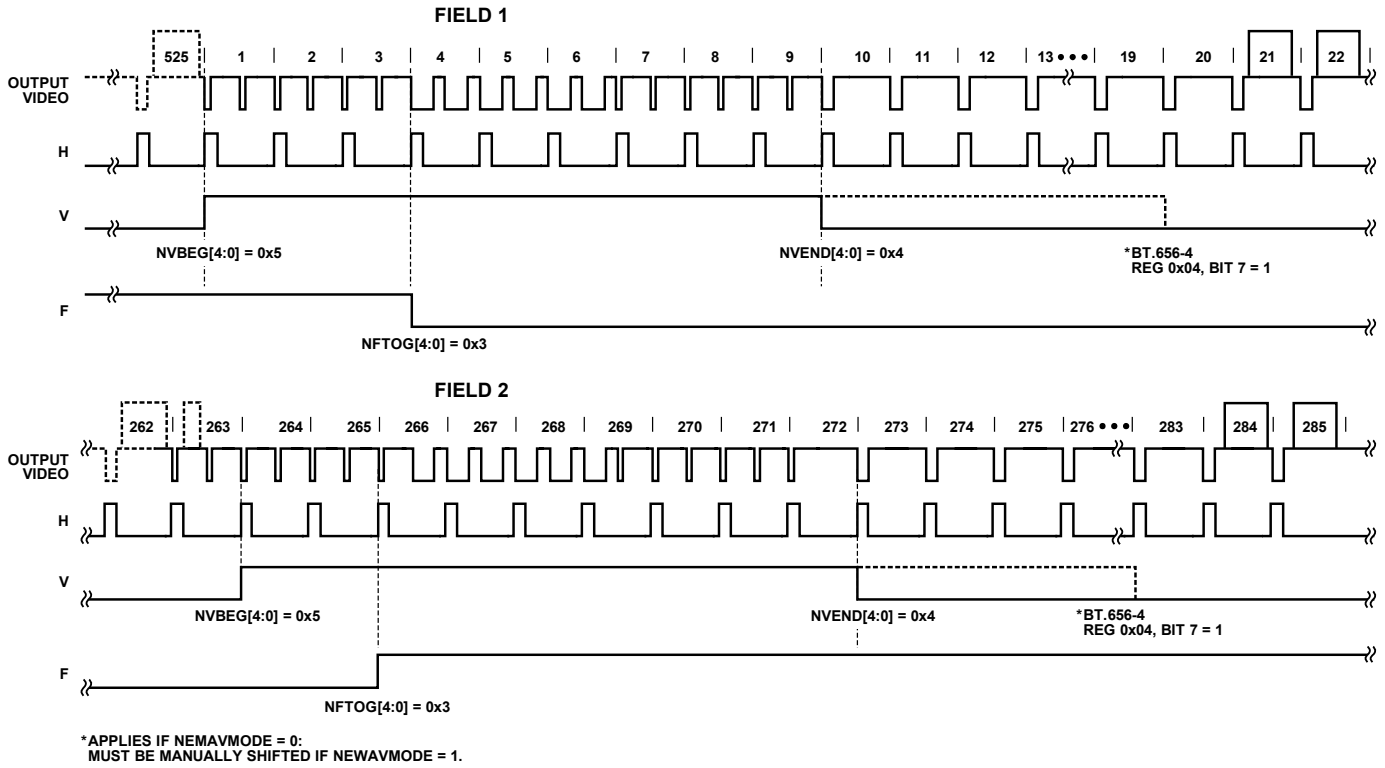 FIELD 1
525 1 2 3 4 5 6 7 8 9 10 11 12 13 ••• 19 20 21 22
OUTPUT
VIDEO
H
V
NVBEG[4:0] = 0x5
NVEND[4:0] = 0x4
*BT.656-4
REG 0x04, BIT 7 = 1
F
NFTOG[4:0] = 0x3
FIELD 2
262 263 264 265 266 267 268 269 270 271 272 273 274 275 276 ••• 283 284 285
OUTPUT
VIDEO
H
V
NVBEG[4:0] = 0x5
NVEND[4:0] = 0x4
*BT.656-4
REG 0x04, BIT 7 = 1
F
NFTOG[4:0] = 0x3
*APPLIES IF NEMAVMODE = 0:
MUST BE MANUALLY SHIFTED IF NEWAVMODE = 1.